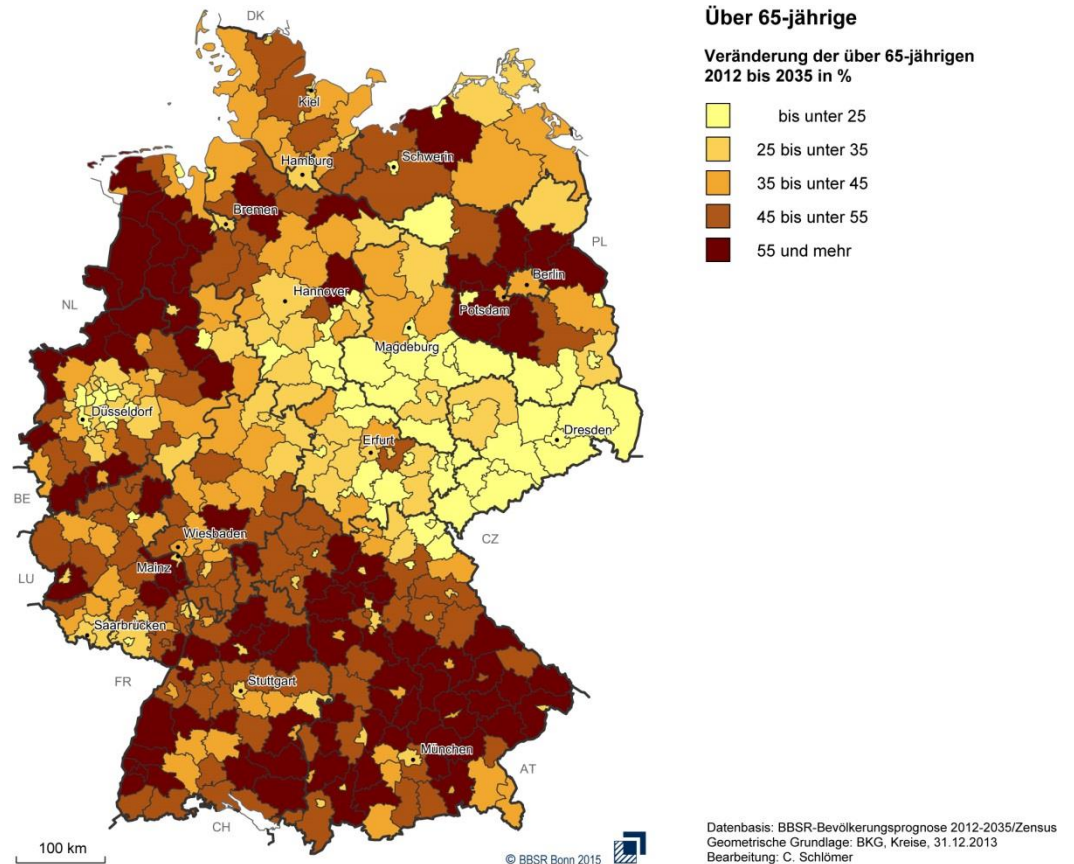 Über 65-jährige
Veränderung der über 65-jährigen
2012 bis 2035 in %
bis unter 25
25 bis unter 35
35 bis unter 45
45 bis unter 55
55 und mehr
DK
Kiel
Hamburg
Schwerin
Bremen
PL
Berlin
Hannover
NL
Potsdam
Magdeburg
Düsseldorf
Dresden
Erfurt
BE
Wiesbaden
CZ
LU
Mainz
Saarbrücken
FR
Stuttgart
München
AT
CH
100 km
© BBSR Bonn 2015
Datenbasis: BBSR-Bevölkerungsprognose 2012-2035/Zensus
Geometrische Grundlage: BKG, Kreise, 31.12.2013
Bearbeitung: C. Schlömer